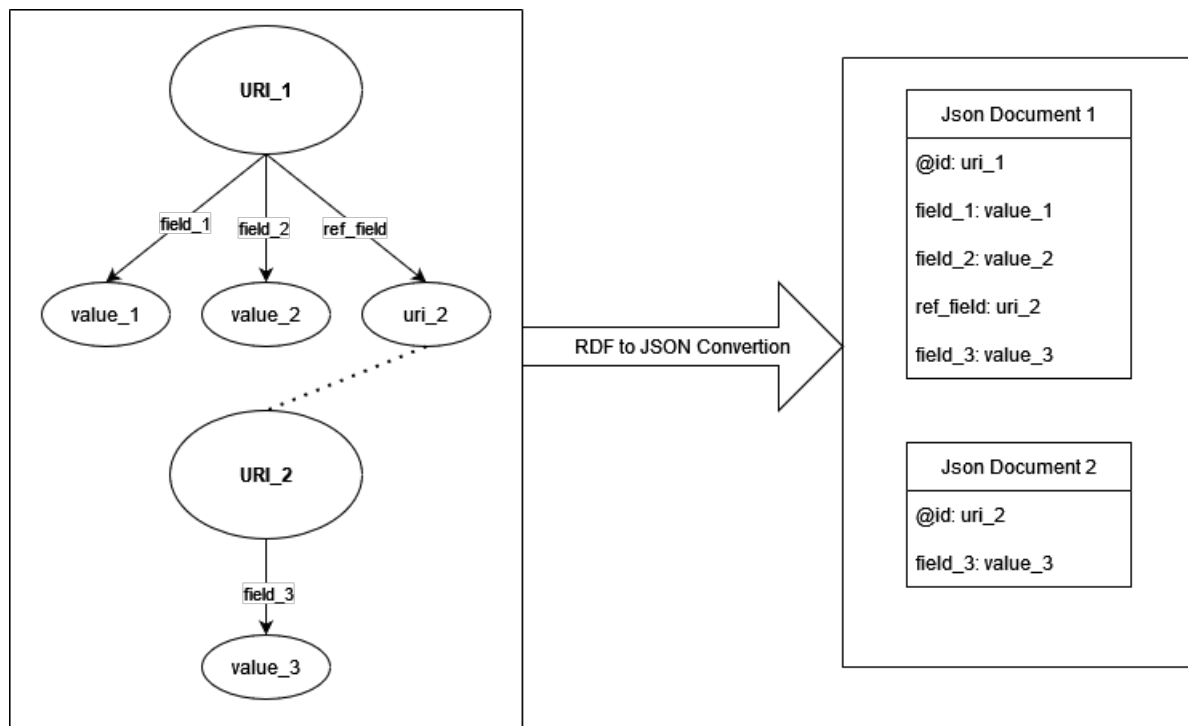 URI_1
field_1
field_2
ref_field
value_1
value_2
uri_2
URI_2
field_3
value_3
RDF to JSON Convertion
Json Document 1
@id: uri_1
field_1: value_1
field_2: value_2
ref_field: uri_2
field_3: value_3
Json Document 2
@id: uri_2
field_3: value_3